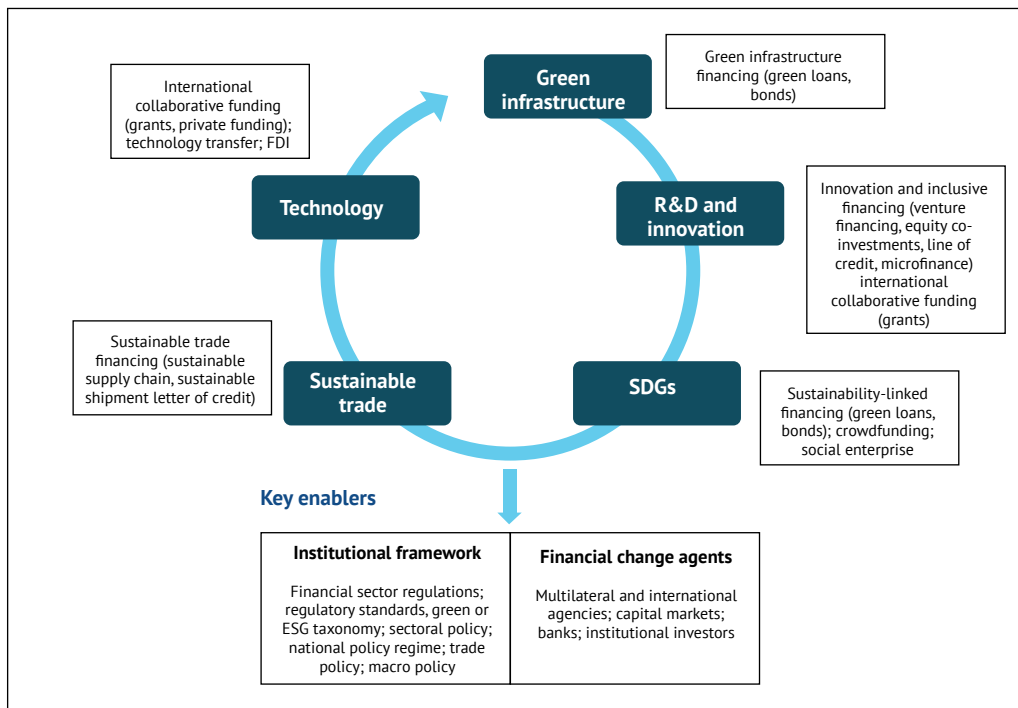 Green
infrastructure
Green infrastructure
financing (green loans,
bonds)
R&D and
innovation
Innovation and inclusive
financing (venture
financing, equity co-
investments, line of
credit, microfinance)
international
collaborative funding
(grants)
SDGs
Sustainability-linked
financing (green loans,
bonds); crowdfunding;
social enterprise
Sustainable
trade
Sustainable trade
financing (sustainable
supply chain, sustainable
shipment letter of credit)
Technology
International
collaborative funding
(grants, private funding);
technology transfer; FDI
Key enablers
Institutional framework
Financial sector regulations;
regulatory standards, green or
ESG taxonomy; sectoral policy;
national policy regime; trade
policy; macro policy
Financial change agents
Multilateral and international
agencies; capital markets;
banks; institutional investors